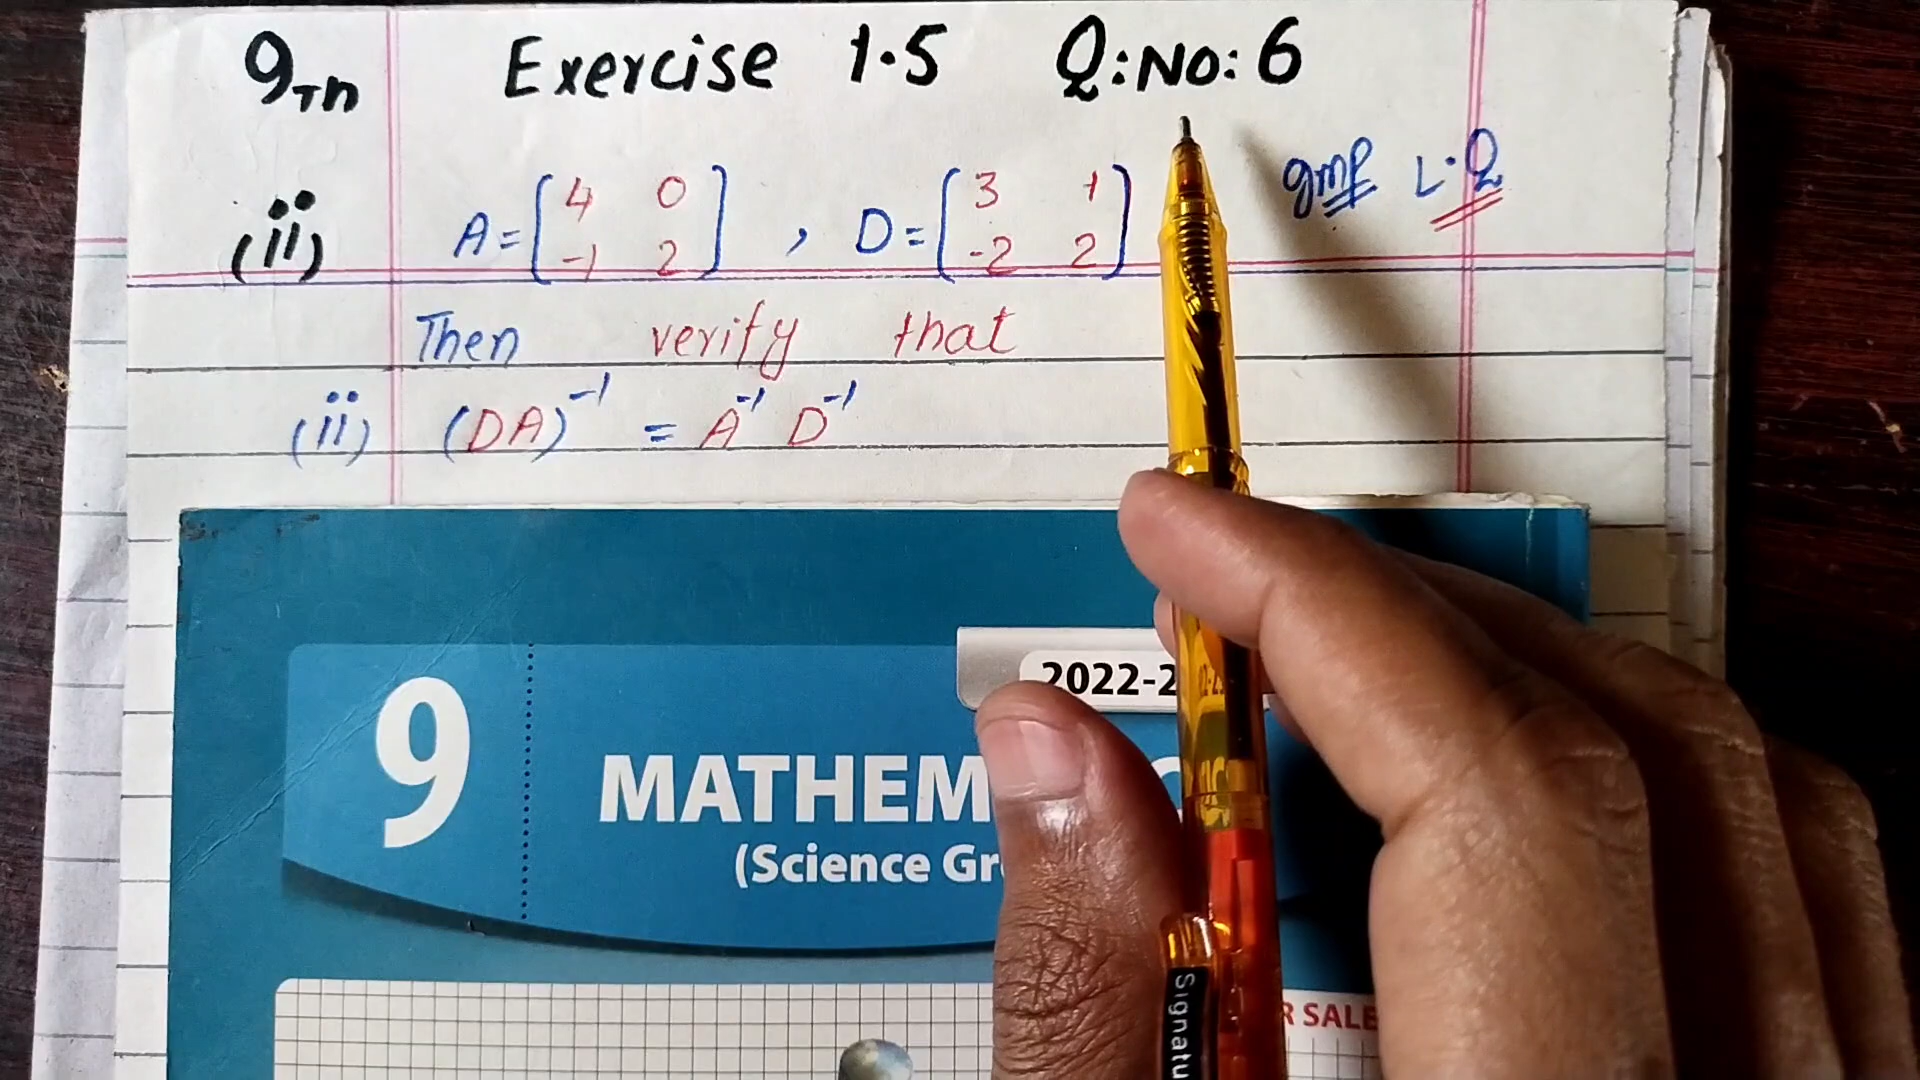 9Th Exercise 1.5 Q:No:6
(ii) A = [4 0 -1 2] , D = [3 1 -2 2] Imp L.Q
Then verify that
(ii) (DA)⁻¹ = A⁻¹ D⁻¹
2022-2
9
MATHEM
(Science Gr
R SALE
Signatu